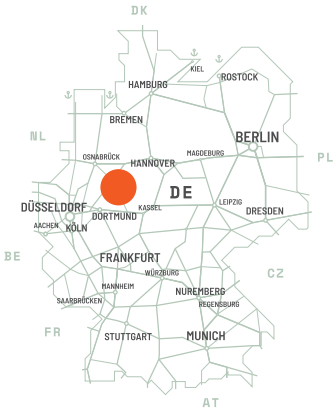 DK
KIEL
ROSTOCK
HAMBURG
BREMEN
NL
BERLIN
OSNABRÜCK
HANNOVER
MAGDEBURG
PL
DE
DÜSSELDORF
DORTMUND
KASSEL
LEIPZIG
DRESDEN
AACHEN
KÖLN
BE
FRANKFURT
WÜRZBURG
CZ
MANNHEIM
NUREMBERG
SAARBRÜCKEN
REGENSBURG
FR
STUTTGART
MUNICH
AT